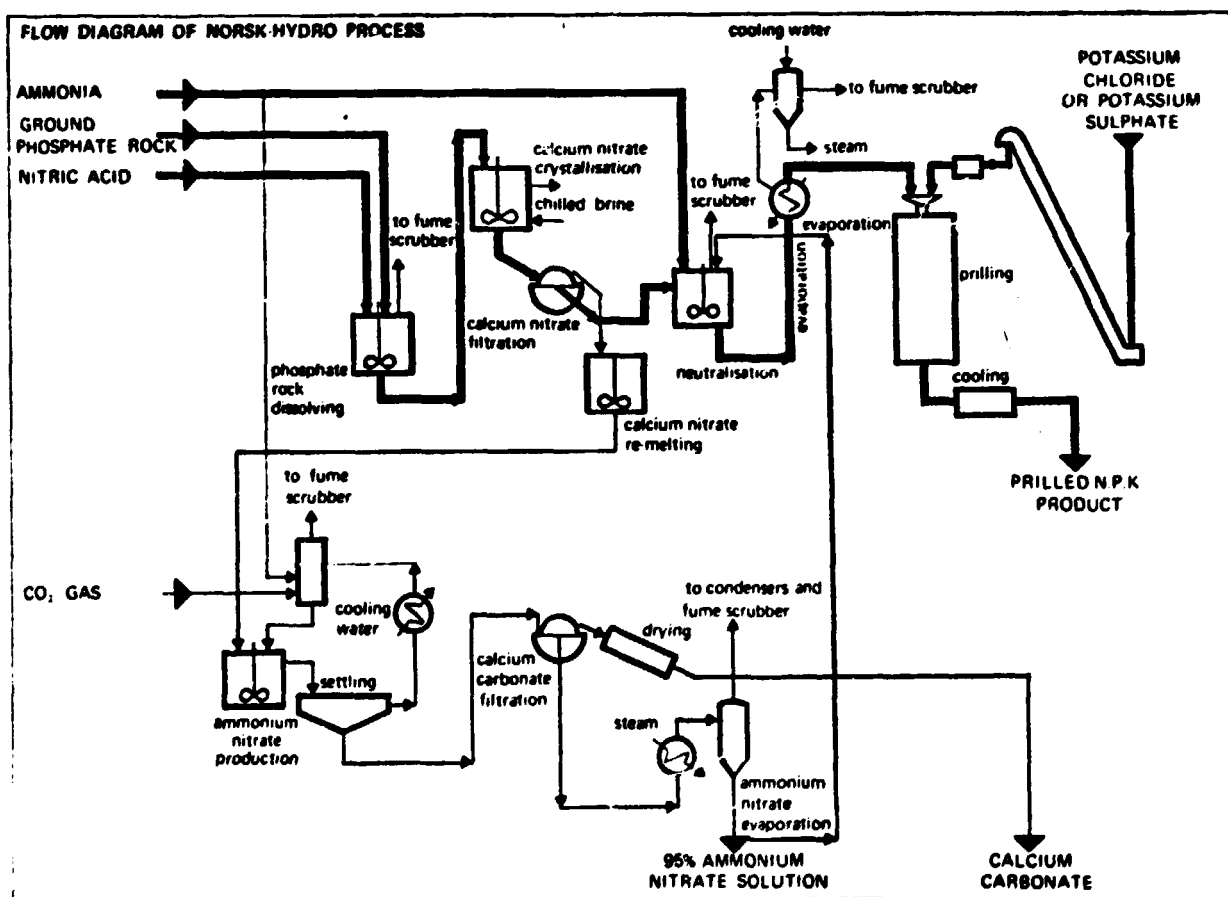 FLOW DIAGRAM OF NORSK-HYDRO PROCESS
cooling water
POTASSIUM
CHLORIDE
OR POTASSIUM
SULPHATE
AMMONIA
GROUND
PHOSPHATE ROCK
NITRIC ACID
to fume scrubber
steam
calcium nitrate
crystallisation
chilled brine
to fume
scrubber
to fume
scrubber
evaporation
prilling
calcium nitrate
filtration
neutralisation
phosphate
rock
dissolving
cooling
calcium nitrate
re-melting
PRILLED N.P.K
PRODUCT
to fume
scrubber
CO₂ GAS
cooling
water
to condensers and
fume scrubber
drying
calcium
carbonate
filtration
settling
steam
ammonium
nitrate
production
ammonium
nitrate
evaporation
95% AMMONIUM
NITRATE SOLUTION
CALCIUM
CARBONATE